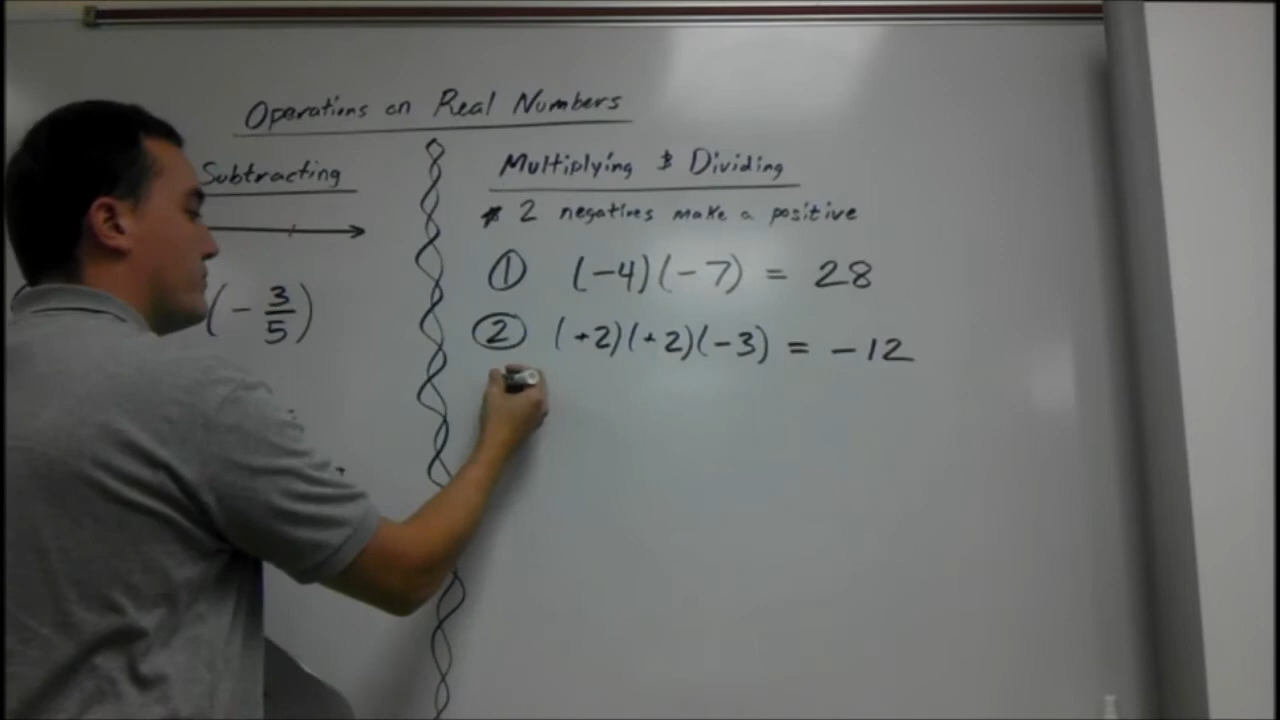 Operations on Real Numbers
Subtracting
(-3/5)
Multiplying & Dividing
* 2 negatives make a positive
① (-4)(-7) = 28
② (+2)(+2)(-3) = -12